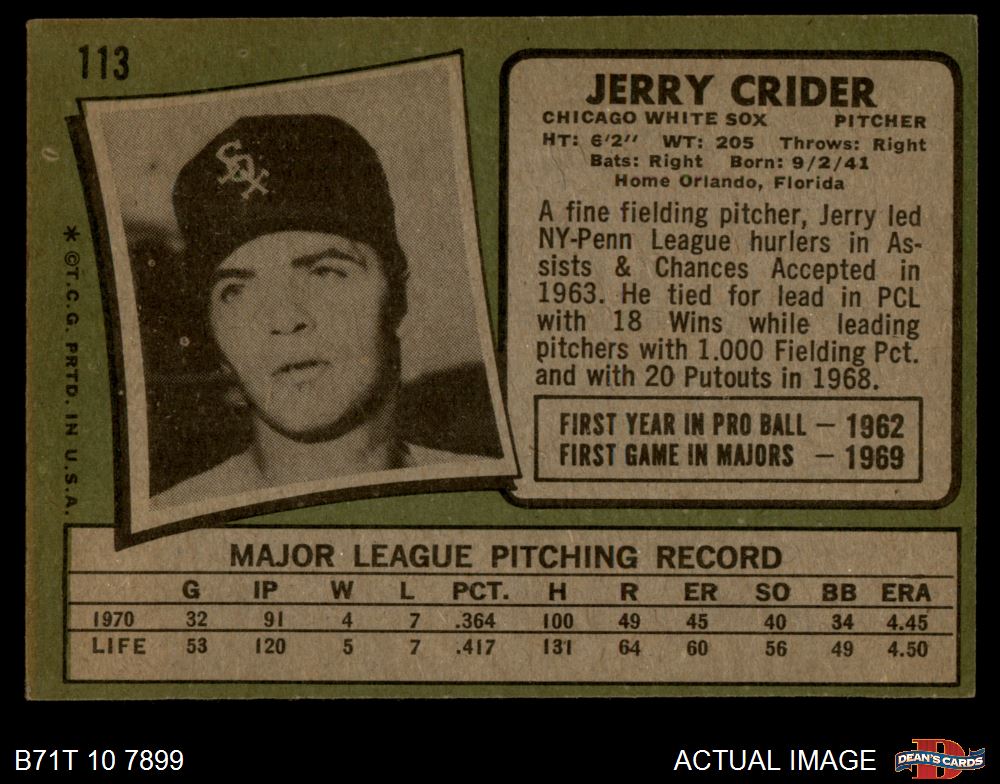 113
SOX
* ©T.C.G. PRTD. IN U.S.A.
JERRY CRIDER
CHICAGO WHITE SOX PITCHER
HT: 6'2" WT: 205 Throws: Right
Bats: Right Born: 9/2/41
Home Orlando, Florida
A fine fielding pitcher, Jerry led
NY-Penn League hurlers in As-
sists & Chances Accepted in
1963. He tied for lead in PCL
with 18 Wins while leading
pitchers with 1.000 Fielding Pct.
and with 20 Putouts in 1968.
FIRST YEAR IN PRO BALL — 1962
FIRST GAME IN MAJORS — 1969
MAJOR LEAGUE PITCHING RECORD
G IP W L PCT. H R ER SO BB ERA
1970 32 91 4 7 .364 100 49 45 40 34 4.45
LIFE 53 120 5 7 .417 131 64 60 56 49 4.50
B71T 10 7899
ACTUAL IMAGE
D
DEAN'S CARDS